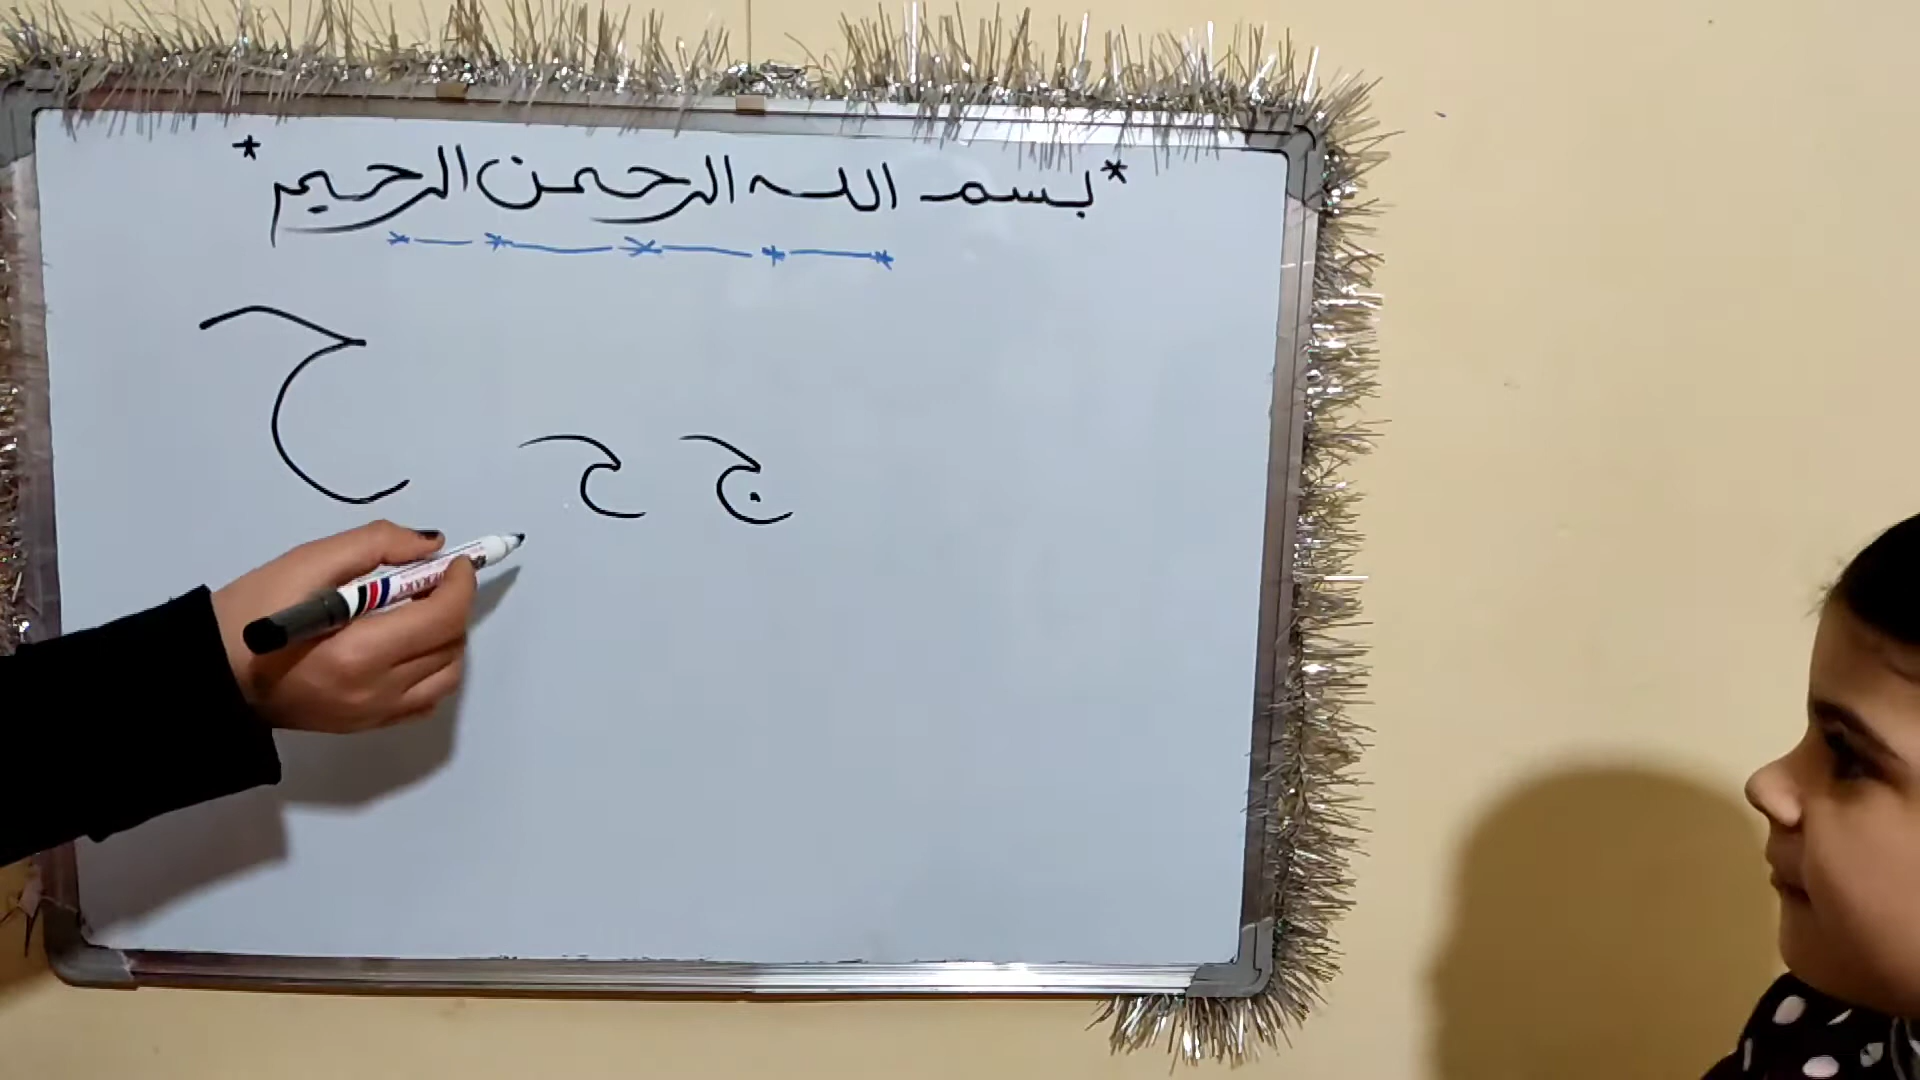 * بسم الله الرحمن الرحيم *
ح
ج ح